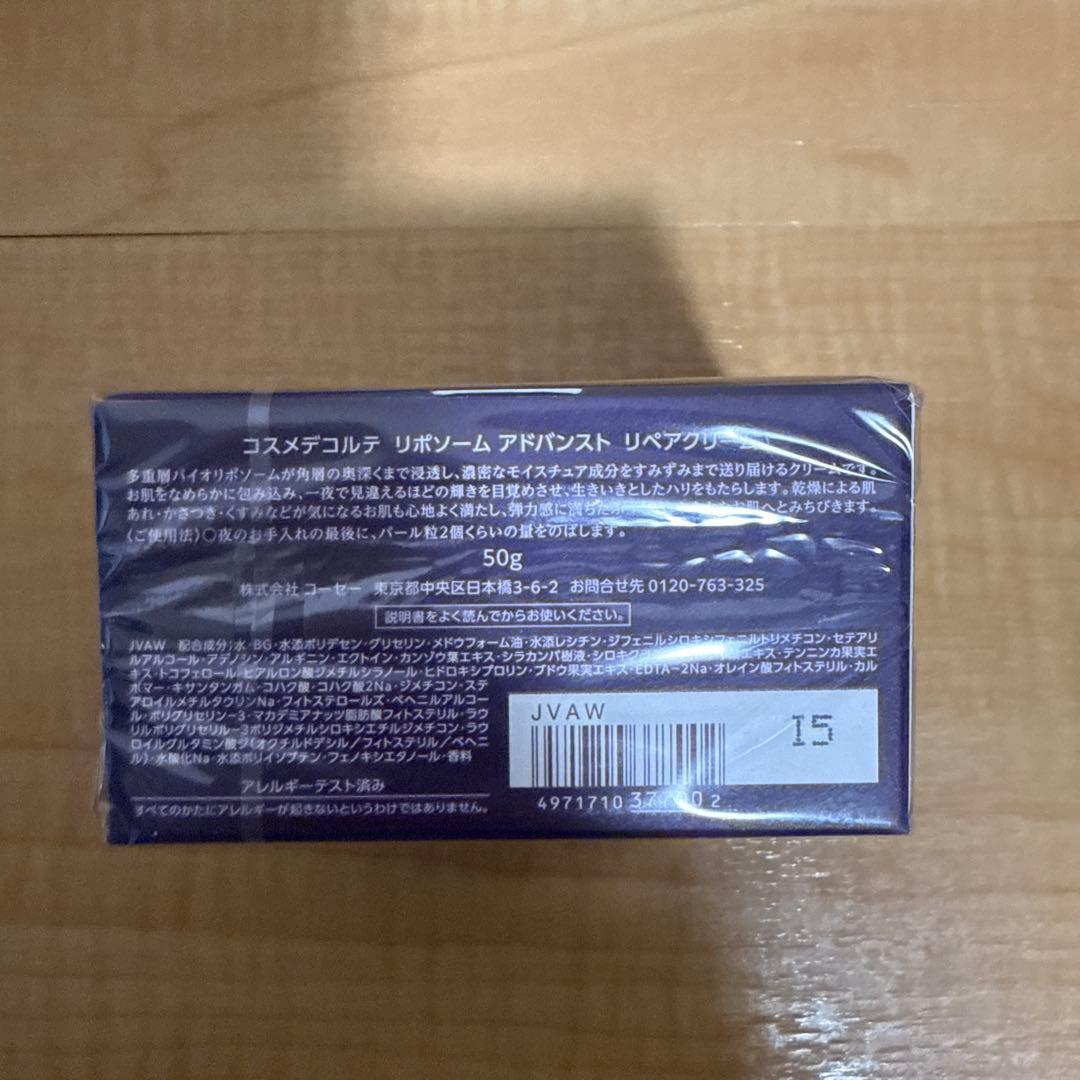 コスメデコルテ リポソーム アドバンスト リペアクリーム
多重層バイオリポソームが角層の奥深くまで浸透し、濃密なモイスチュア成分をすみずみまで送り届けるクリームです。
お肌をなめらかに包み込み、一夜で見違えるほどの輝きを目覚めさせ、生きいきとしたハリをもたらします。乾燥による肌
あれ・かさつき・くすみなどが気になるお肌も心地よく満たし、弾力感に満ちた お肌へとみちびきます。
〈ご使用法〉○夜のお手入れの最後に、パール粒2個くらいの量をのばします。
50g
株式会社 コーセー 東京都中央区日本橋3-6-2 お問合せ先 0120-763-325
説明書をよく読んでからお使いください。
JVAW 配合成分:水・BG・水添ポリデセン・グリセリン・メドウフォーム油・水添レシチン・ジフェニルシロキシフェニルトリメチコン・セテアリ
ルアルコール・アデノシン・アルギニン・エクトイン・カンゾウ葉エキス・シラカンバ樹液・シロキク エキス・テンニンカ果実エ
キス・トコフェロール・ヒアルロン酸ジメチルシラノール・ヒドロキシプロリン・ブドウ果実エキス・EDTA-2Na・オレイン酸フィトステリル・カル
ボマー・キサンタンガム・コハク酸・コハク酸2Na・ジメチコン・ステ
アロイルメチルタウリンNa・フィトステロールズ・ベヘニルアルコー
ル・ポリグリセリン-3・マカデミアナッツ脂肪酸フィトステリル・ラウ
リルポリグリセリル-3ポリジメチルシロキシエチルジメチコン・ラウ
ロイルグルタミン酸ジ(オクチルドデシル/フィトステリル/ベヘニ
ル)・水酸化Na・水添ポリイソブテン・フェノキシエタノール・香料
アレルギーテスト済み
すべてのかたにアレルギーが起きないというわけではありません。
JVAW
I5
4971710